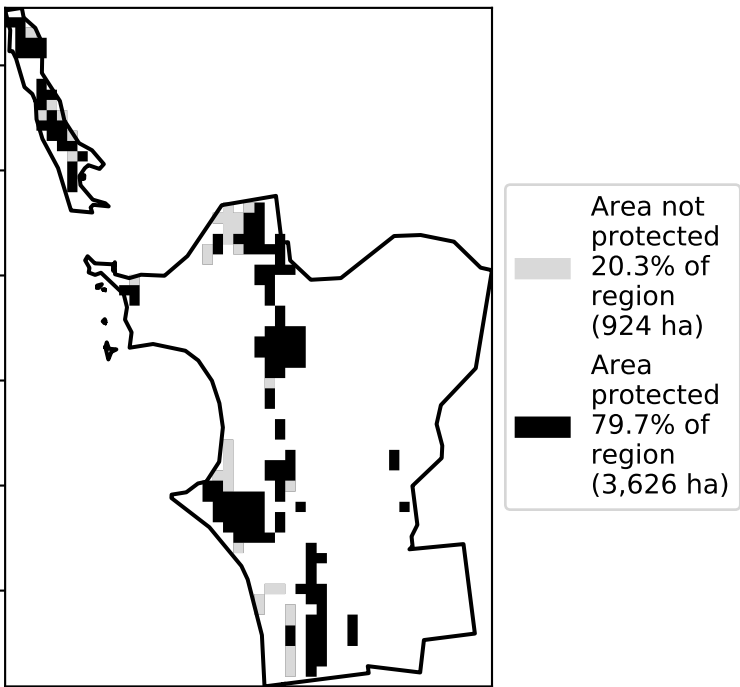 Area not
protected
20.3% of
region
(924 ha)
Area
protected
79.7% of
region
(3,626 ha)